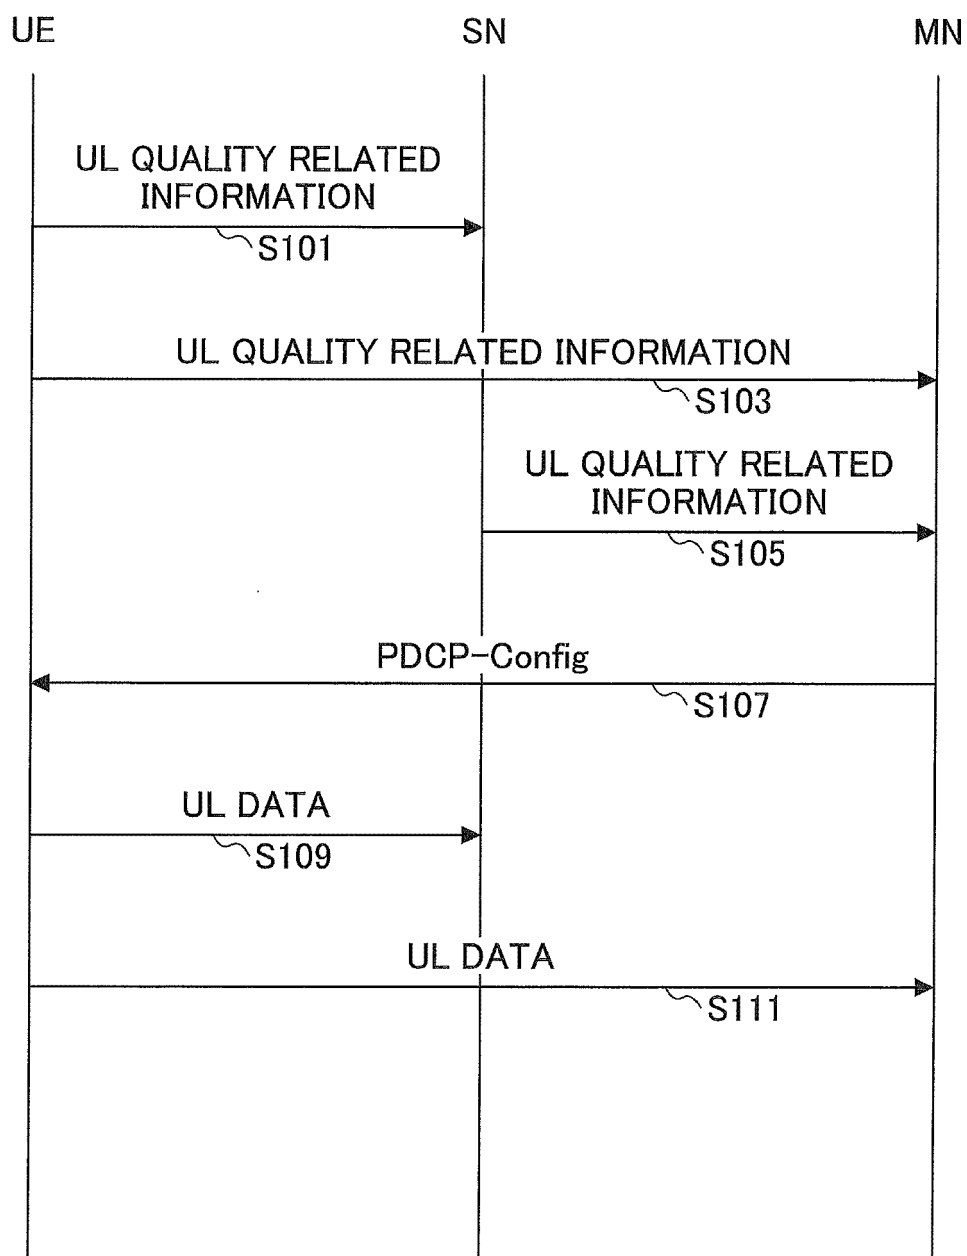 UE SN MN
UL QUALITY RELATED
INFORMATION
S101
UL QUALITY RELATED INFORMATION
S103
UL QUALITY RELATED
INFORMATION
S105
PDCP-Config
S107
UL DATA
S109
UL DATA
S111